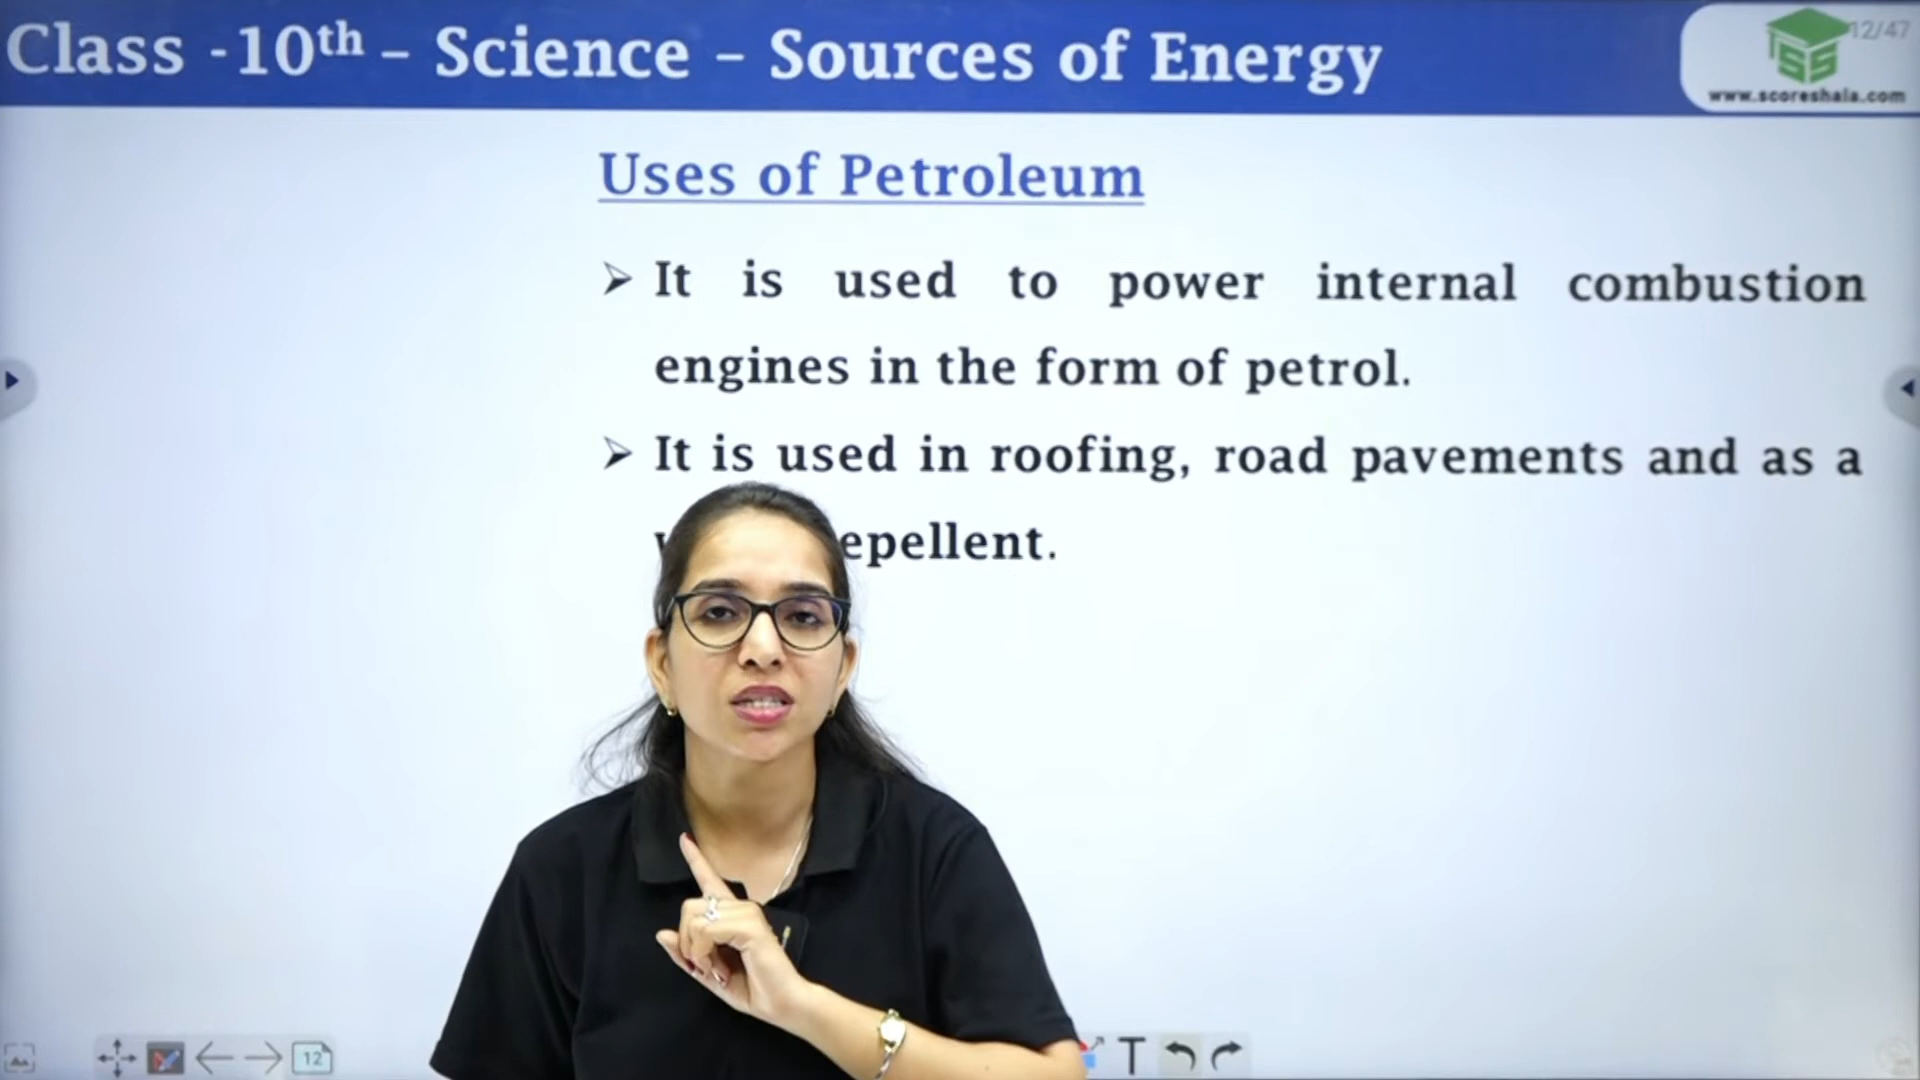 Class -10th – Science – Sources of Energy
12/47
www.scoreshala.com
Uses of Petroleum
➢ It is used to power internal combustion
engines in the form of petrol.
➢ It is used in roofing, road pavements and as a
epellent.
12
T